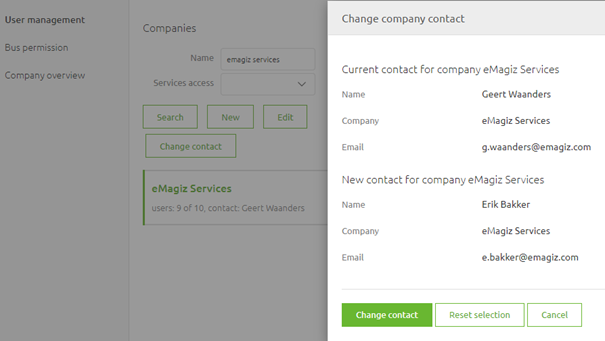 User management
Bus permission
Company overview
Companies
Name emagiz services
Services access
Search New Edit
Change contact
eMagiz Services
users: 9 of 10, contact: Geert Waanders
Change company contact
Current contact for company eMagiz Services
Name Geert Waanders
Company eMagiz Services
Email g.waanders@emagiz.com
New contact for company eMagiz Services
Name Erik Bakker
Company eMagiz Services
Email e.bakker@emagiz.com
Change contact Reset selection Cancel